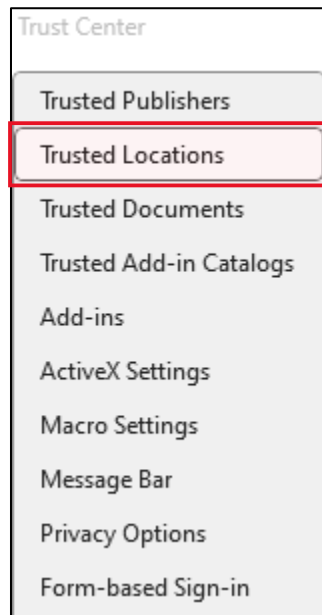 Trust Center
Trusted Publishers
Trusted Locations
Trusted Documents
Trusted Add-in Catalogs
Add-ins
ActiveX Settings
Macro Settings
Message Bar
Privacy Options
Form-based Sign-in